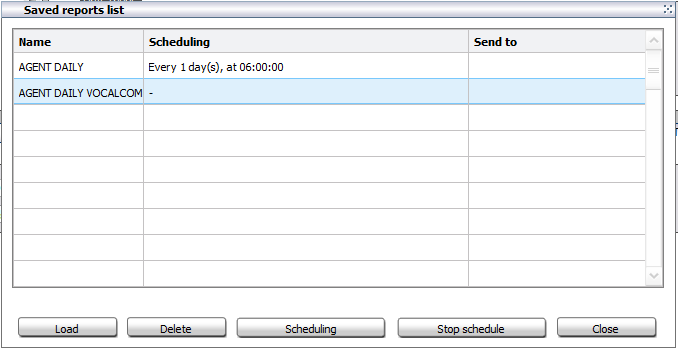 Saved reports list
Name Scheduling Send to
AGENT DAILY Every 1 day(s), at 06:00:00
AGENT DAILY VOCALCOM -
Load Delete Scheduling Stop schedule Close